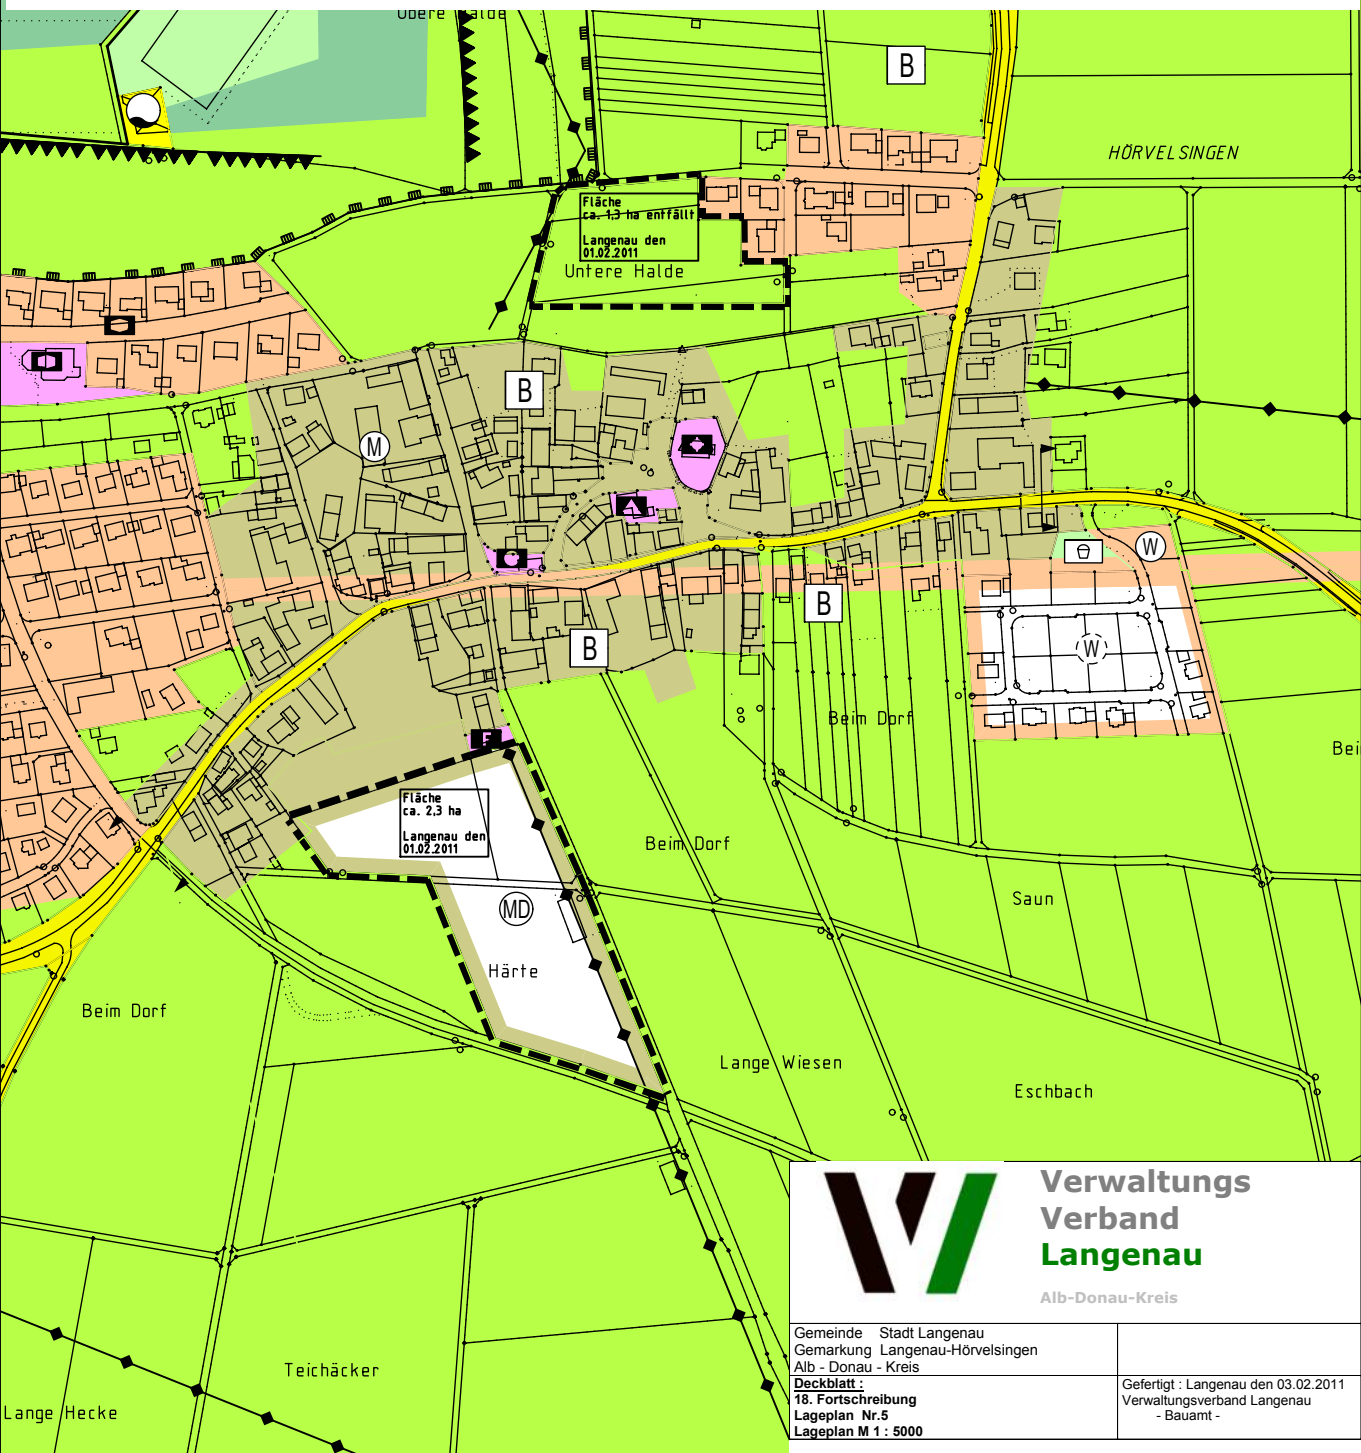 Obere Halde
B
HÖRVELSINGEN
Fläche
ca. 1,3 ha entfällt
Langenau den
01.02.2011
Untere Halde
B
M
W
B
B
W
Beim Dorf
Bei
F
Fläche
ca. 2,3 ha
Langenau den
01.02.2011
Beim Dorf
Saun
MD
Härte
Beim Dorf
Lange Wiesen
Eschbach
Teichäcker
Lange Hecke
Verwaltungs
Verband
Langenau
Alb-Donau-Kreis
Gemeinde Stadt Langenau
Gemarkung Langenau-Hörvelsingen
Alb - Donau - Kreis
Deckblatt :
18. Fortschreibung
Lageplan Nr.5
Lageplan M 1 : 5000
Gefertigt : Langenau den 03.02.2011
Verwaltungsverband Langenau
- Bauamt -